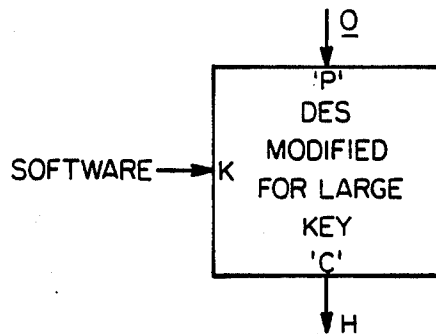 O
'P'
DES
MODIFIED
SOFTWARE K FOR LARGE
KEY
'C'
H